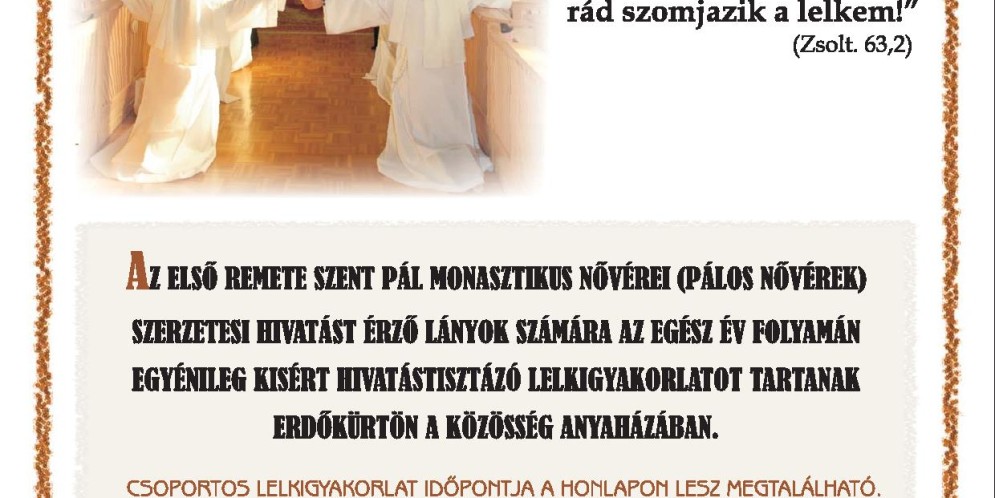 rád szomjazik a lelkem!”
(Zsolt. 63,2)
AZ ELSŐ REMETE SZENT PÁL MONASZTIKUS NŐVÉREI (PÁLOS NŐVÉREK)
SZERZETESI HIVATÁST ÉRZŐ LÁNYOK SZÁMÁRA AZ EGÉSZ ÉV FOLYAMÁN
EGYÉNILEG KISÉRT HIVATÁSTISTÁZÓ LELKIGYAKORLATOT TARTANAK
ERDŐKÜRTÖN A KÖZÖSSÉG ANYAHÁZÁBAN.
CSOPORTOS LELKIGYAKORLAT IDŐPONTJA A HONLAPON LESZ MEGTALÁLHATÓ.